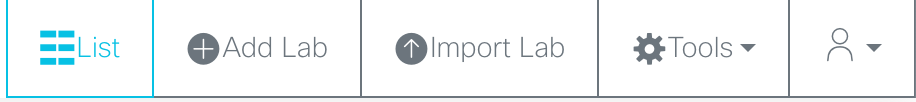 List Add Lab Import Lab Tools